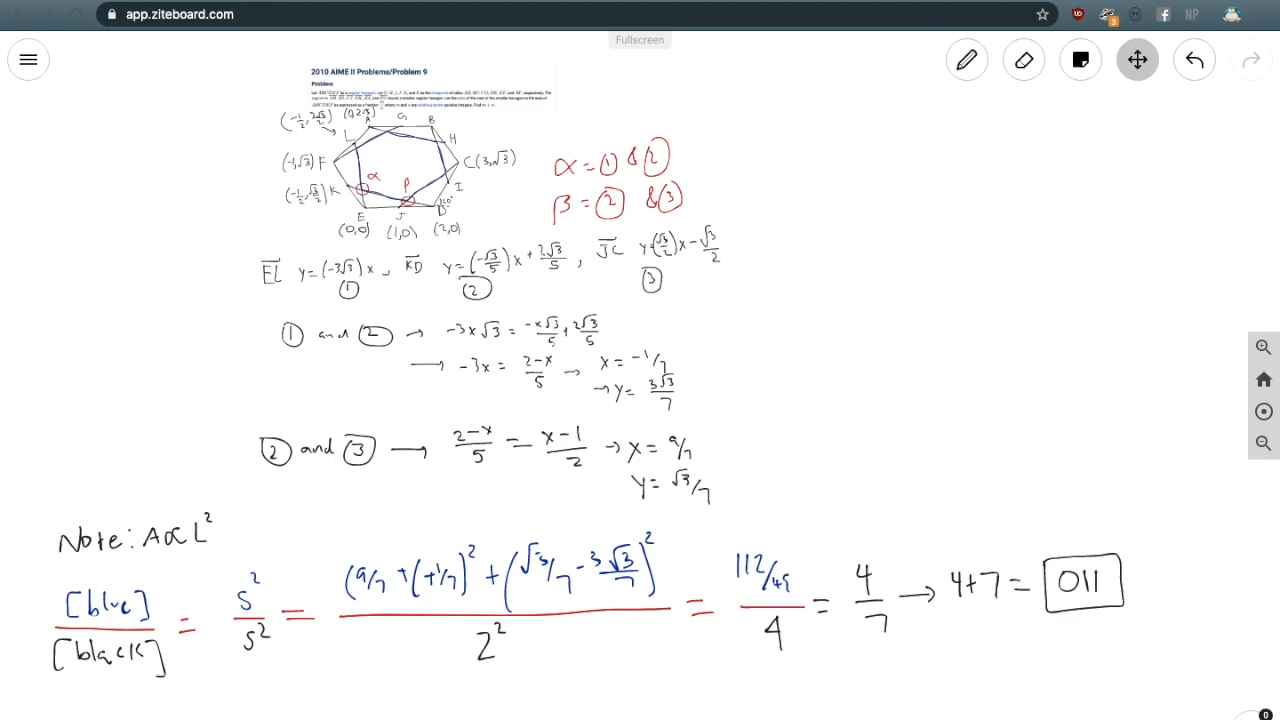 app.ziteboard.com
3
f
NP
Fullscreen
2010 AIME II Problems/Problem 9
Problem
(-1/2, 3√3/2) (0, 2√3) A G B
L H
(-1, √3) F C (3, √3)
α β
(-1/2, √3/2) K I
120°
E J D
(0,0) (1,0) (2,0)
α = ① & ②
β = ② & ③
EL y = (-3√3) x , KD y = (-√3/5) x + 2√3/5 , JC y = (√3/2) x - √3/2
① ② ③
① and ② → -3x√3 = -x√3/5 + 2√3/5
→ -3x = (2-x)/5 → x = -1/7
→ y = 3√3/7
② and ③ → (2-x)/5 = (x-1)/2 → x = 9/7
y = √3/7
Note: A∝L²
[blue]/[black] = s²/s² = ((9/7 + (+1/7))² + (√3/7 - 3√3/7)²)/2² = (112/49)/4 = 4/7 → 4+7 = 011
0